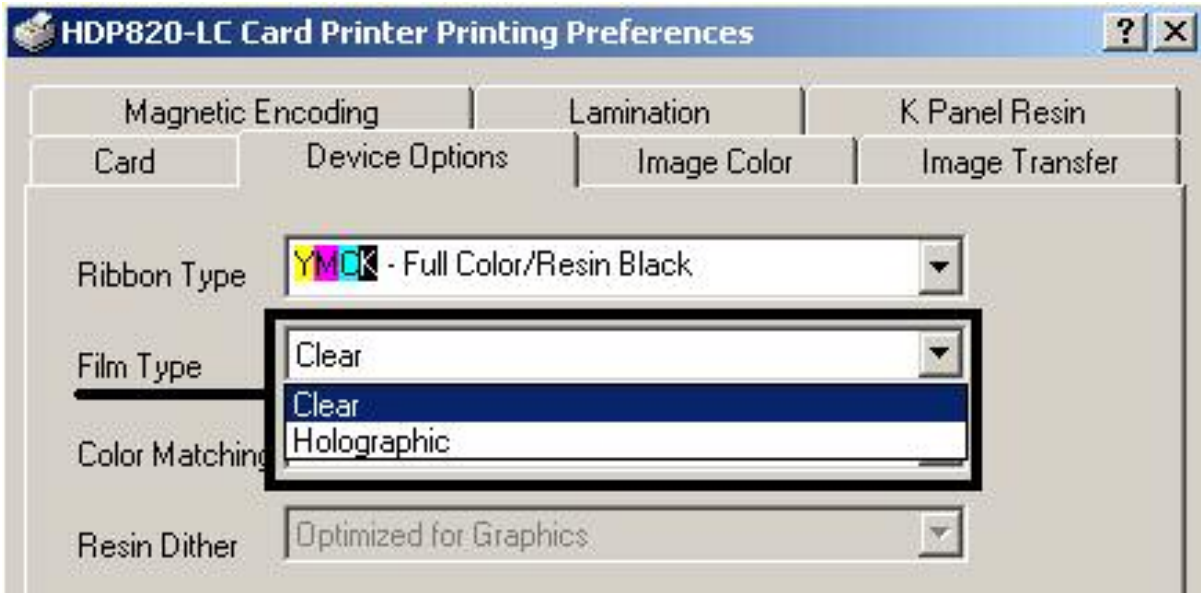 HDP820-LC Card Printer Printing Preferences
Magnetic Encoding Lamination K Panel Resin
Card Device Options Image Color Image Transfer
Ribbon Type YMCK - Full Color/Resin Black
Film Type Clear
Clear
Holographic
Color Matching
Resin Dither Optimized for Graphics